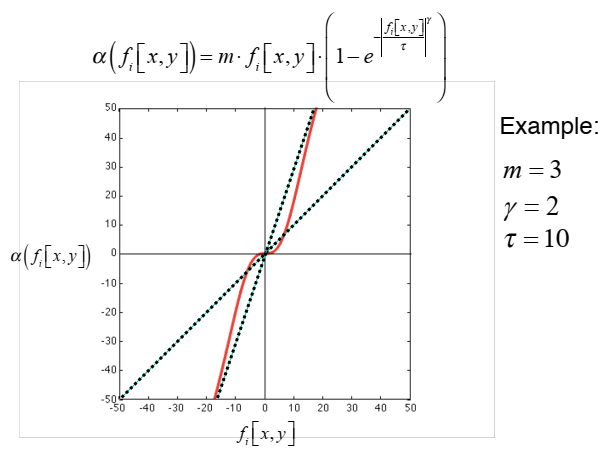 α(f_i[x,y]) = m · f_i[x,y] · (1 − e^{−|f_i[x,y]/τ|^γ})
Example:
m = 3
γ = 2
τ = 10
α(f_i[x,y])
50
40
30
20
10
0
-10
-20
-30
-40
-50
-50 -40 -30 -20 -10 0 10 20 30 40 50
f_i[x,y]